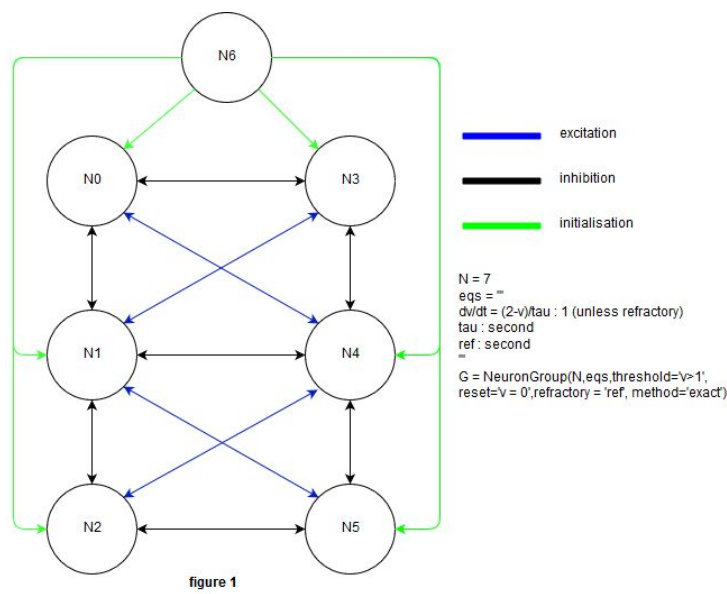 N6
excitation
N0
N3
inhibition
initialisation
N = 7
eqs = '''
dv/dt = (2-v)/tau : 1 (unless refractory)
tau : second
ref : second
'''
N1
N4
G = NeuronGroup(N,eqs,threshold='v>1',
reset='v = 0',refractory = 'ref', method='exact')
N2
N5
figure 1